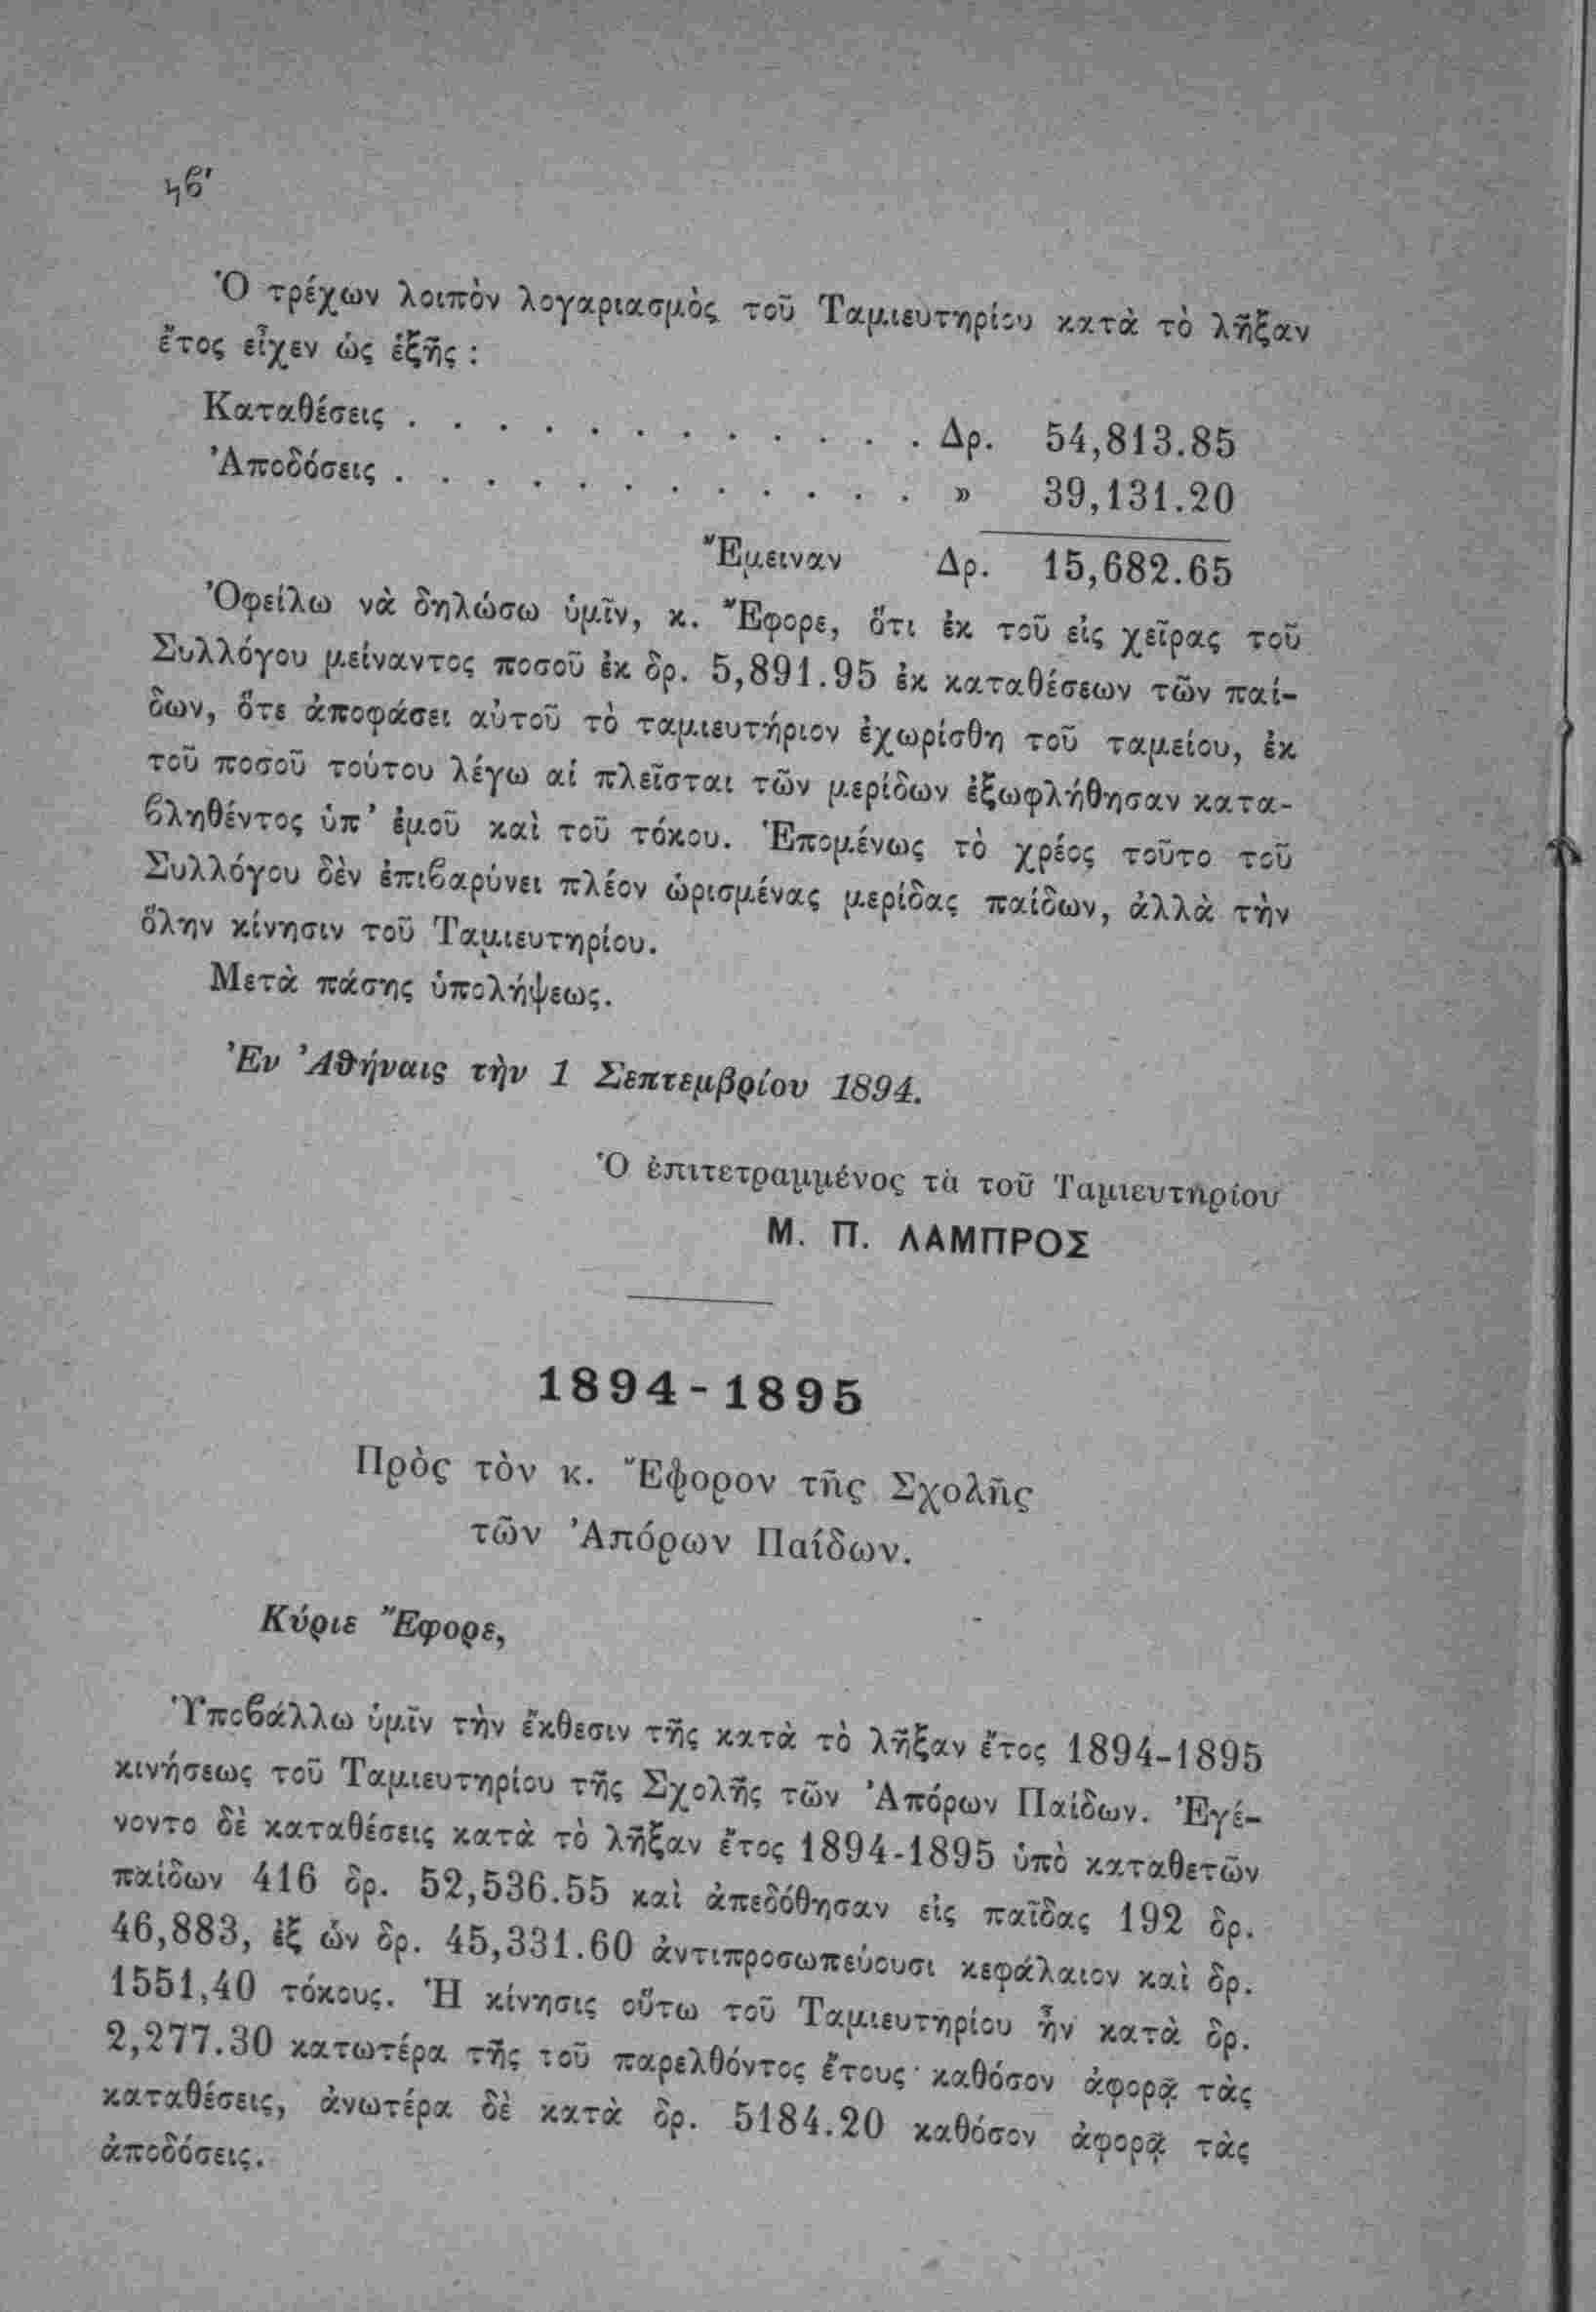 ϟβ'
Ὁ τρέχων λοιπὸν λογαριασμὸς τοῦ Ταμιευτηρίου κατὰ τὸ λῆξαν
ἔτος εἶχεν ὡς ἑξῆς :
Καταθέσεις . . . . . . . . . . . . Δρ. 54,813.85
Ἀποδόσεις . . . . . . . . . . . . » 39,131.20
Ἔμειναν Δρ. 15,682.65
Ὀφείλω νὰ δηλώσω ὑμῖν, κ. Ἔφορε, ὅτι ἐκ τοῦ εἰς χεῖρας τοῦ
Συλλόγου μείναντος ποσοῦ ἐκ δρ. 5,891.95 ἐκ καταθέσεων τῶν παί-
δων, ὅτε ἀποφάσει αὐτοῦ τὸ ταμιευτήριον ἐχωρίσθη τοῦ ταμείου, ἐκ
τοῦ ποσοῦ τούτου λέγω αἱ πλεῖσται τῶν μερίδων ἐξωφλήθησαν κατα-
βληθέντος ὑπ' ἐμοῦ καὶ τοῦ τόκου. Ἑπομένως τὸ χρέος τοῦτο τοῦ
Συλλόγου δὲν ἐπιβαρύνει πλέον ὡρισμένας μερίδας παίδων, ἀλλὰ τὴν
ὅλην κίνησιν τοῦ Ταμιευτηρίου.
Μετὰ πάσης ὑπολήψεως.
Ἐν Ἀθήναις τὴν 1 Σεπτεμβρίου 1894.
Ὁ ἐπιτετραμμένος τὰ τοῦ Ταμιευτηρίου
Μ. Π. ΛΑΜΠΡΟΣ
1894-1895
Πρὸς τὸν κ. Ἔφορον τῆς Σχολῆς
τῶν Ἀπόρων Παίδων.
Κύριε Ἔφορε,
Ὑποβάλλω ὑμῖν τὴν ἔκθεσιν τῆς κατὰ τὸ λῆξαν ἔτος 1894-1895
κινήσεως τοῦ Ταμιευτηρίου τῆς Σχολῆς τῶν Ἀπόρων Παίδων. Ἐγέ-
νοντο δὲ καταθέσεις κατὰ τὸ λῆξαν ἔτος 1894-1895 ὑπὸ καταθετῶν
παίδων 416 δρ. 52,536.55 καὶ ἀπεδόθησαν εἰς παῖδας 192 δρ.
46,883, ἐξ ὧν δρ. 45,331.60 ἀντιπροσωπεύουσι κεφάλαιον καὶ δρ.
1551,40 τόκους. Ἡ κίνησις οὕτω τοῦ Ταμιευτηρίου ἦν κατὰ δρ.
2,277.30 κατωτέρα τῆς τοῦ παρελθόντος ἔτους· καθόσον ἀφορᾷ τὰς
καταθέσεις, ἀνωτέρα δὲ κατὰ δρ. 5184.20 καθόσον ἀφορᾷ τὰς
ἀποδόσεις.